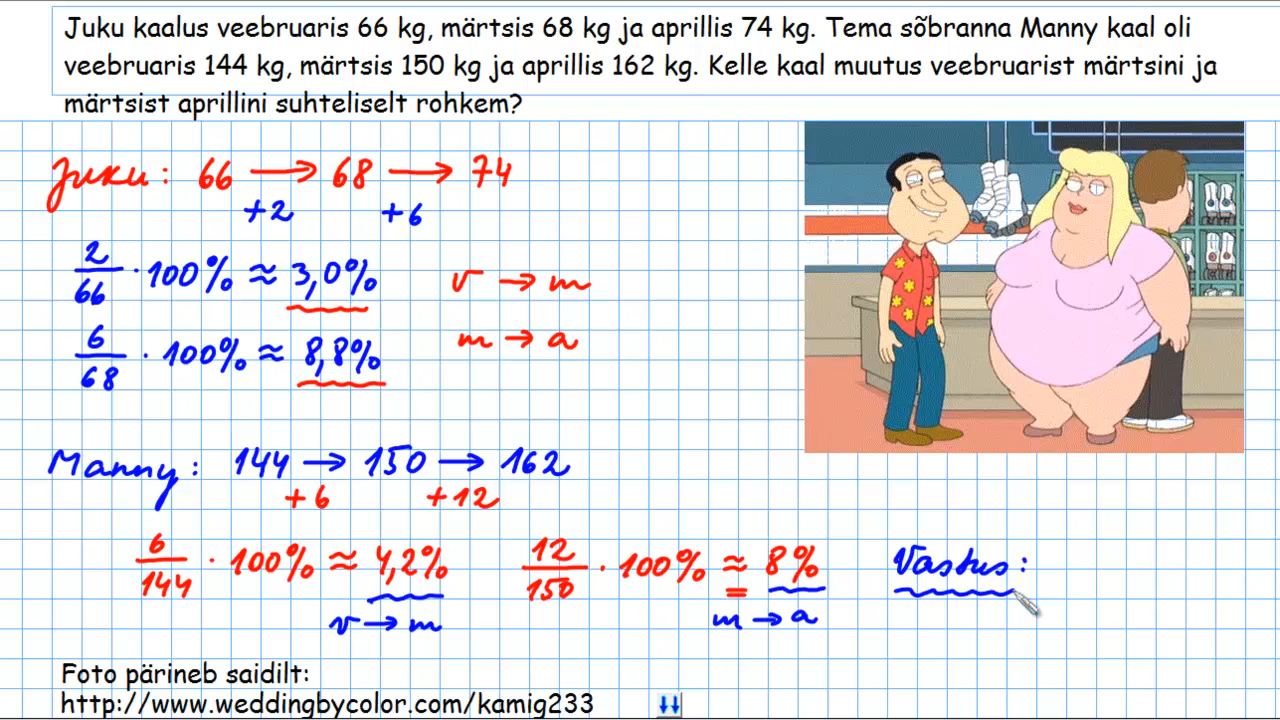 Juku kaalus veebruaris 66 kg, märtsis 68 kg ja aprillis 74 kg. Tema sõbranna Manny kaal oli
veebruaris 144 kg, märtsis 150 kg ja aprillis 162 kg. Kelle kaal muutus veebruarist märtsini ja
märtsist aprillini suhteliselt rohkem?
Juku: 66 → 68 → 74
+2 +6
2/66 · 100% ≈ 3,0% v → m
6/68 · 100% ≈ 8,8% m → a
Manny: 144 → 150 → 162
+6 +12
6/144 · 100% ≈ 4,2% 12/150 · 100% ≈ 8% Vastus:
v → m m → a
Foto pärineb saidilt:
http://www.weddingbycolor.com/kamig233